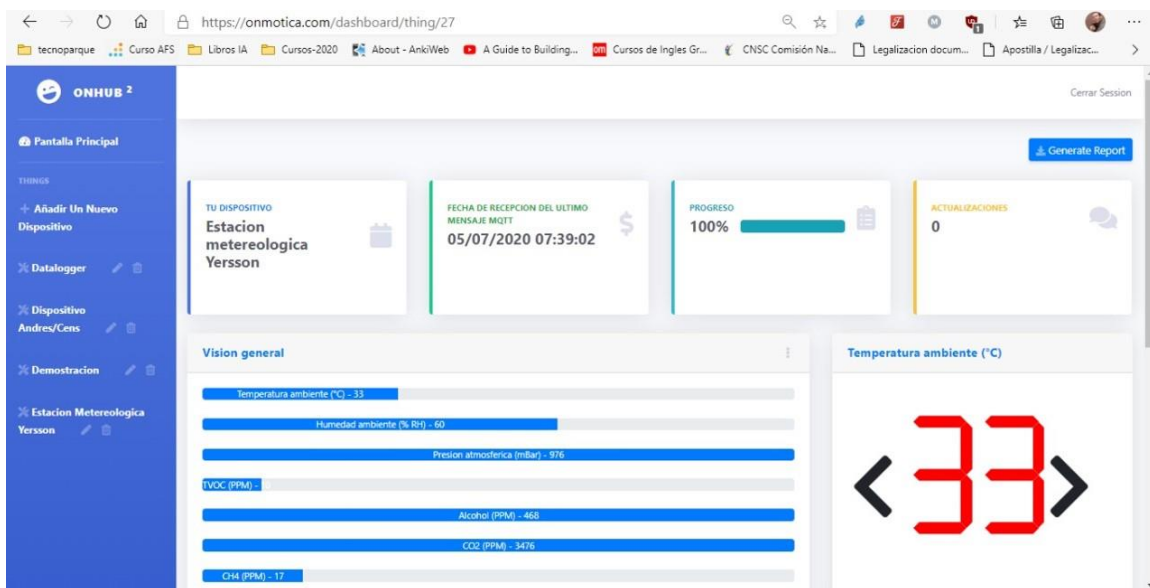 https://onmotica.com/dashboard/thing/27
tecnoparque
Curso AFS
Libros IA
Cursos-2020
About - AnkiWeb
A Guide to Building...
om
Cursos de Ingles Gr...
CNSC Comisión Na...
Legalizacion docum...
Apostilla / Legalizac...
ONHUB 2
Cerrar Session
Pantalla Principal
Generate Report
THINGS
+ Añadir Un Nuevo
Dispositivo
Datalogger
Dispositivo
Andres/Cens
Demostracion
Estacion Metereologica
Yersson
TU DISPOSITIVO
Estacion
metereologica
Yersson
FECHA DE RECEPCION DEL ULTIMO
MENSAJE MQTT
05/07/2020 07:39:02
PROGRESO
100%
ACTUALIZACIONES
0
Vision general
Temperatura ambiente (°C) - 33
Humedad ambiente (% RH) - 60
Presion atmosferica (mBar) - 976
TVOC (PPM) -
Alcohol (PPM) - 468
CO2 (PPM) - 3476
CH4 (PPM) - 17
Temperatura ambiente (°C)
33